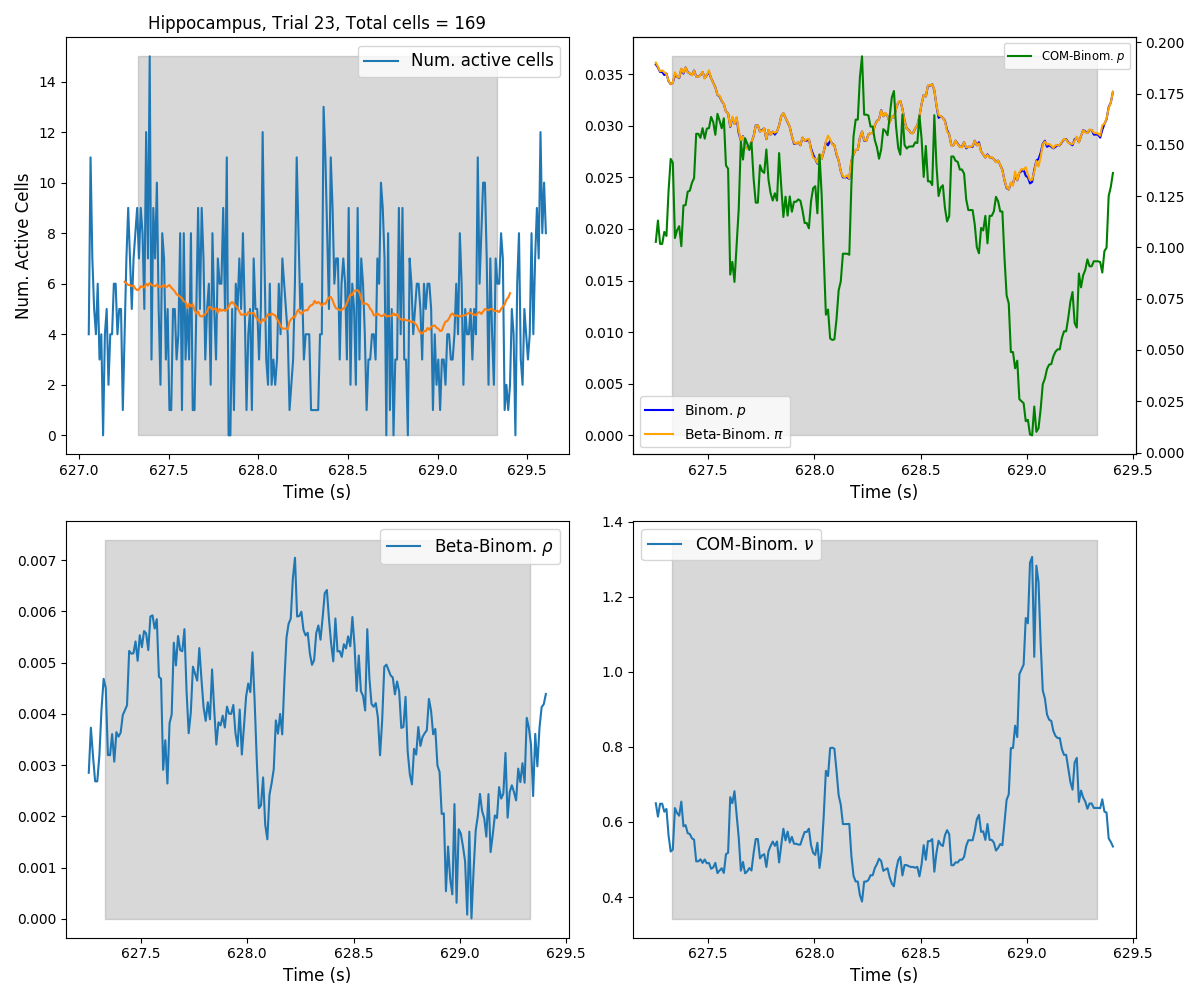 Hippocampus, Trial 23, Total cells = 169
Num. active cells
Num. Active Cells
14
12
10
8
6
4
2
0
627.0 627.5 628.0 628.5 629.0 629.5
Time (s)
COM-Binom. p
Binom. p
Beta-Binom. π
0.035
0.030
0.025
0.020
0.015
0.010
0.005
0.000
0.200
0.175
0.150
0.125
0.100
0.075
0.050
0.025
0.000
627.5 628.0 628.5 629.0 629.5
Time (s)
Beta-Binom. ρ
0.007
0.006
0.005
0.004
0.003
0.002
0.001
0.000
627.5 628.0 628.5 629.0 629.5
Time (s)
COM-Binom. ν
1.4
1.2
1.0
0.8
0.6
0.4
627.5 628.0 628.5 629.0 629.5
Time (s)